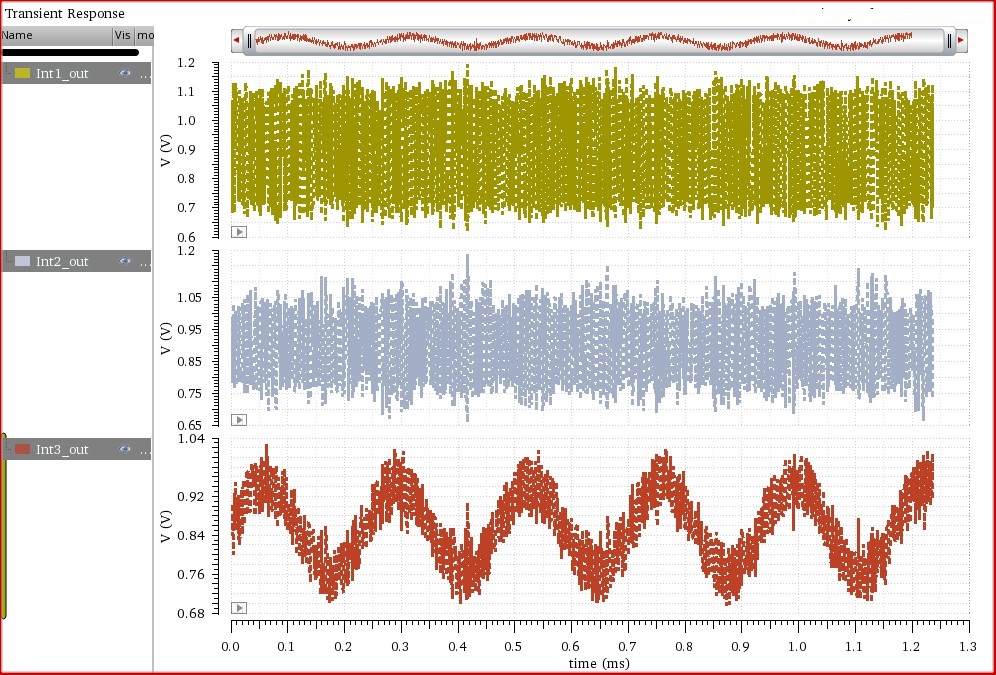 Transient Response
Name Vis mo
Int1_out ...
1.2
1.1
1.0
0.9
0.8
0.7
0.6
V (V)
Int2_out ...
1.2
1.05
0.95
0.85
0.75
0.65
V (V)
Int3_out ...
1.04
0.92
0.84
0.76
0.68
V (V)
0.0 0.1 0.2 0.3 0.4 0.5 0.6 0.7 0.8 0.9 1.0 1.1 1.2 1.3
time (ms)